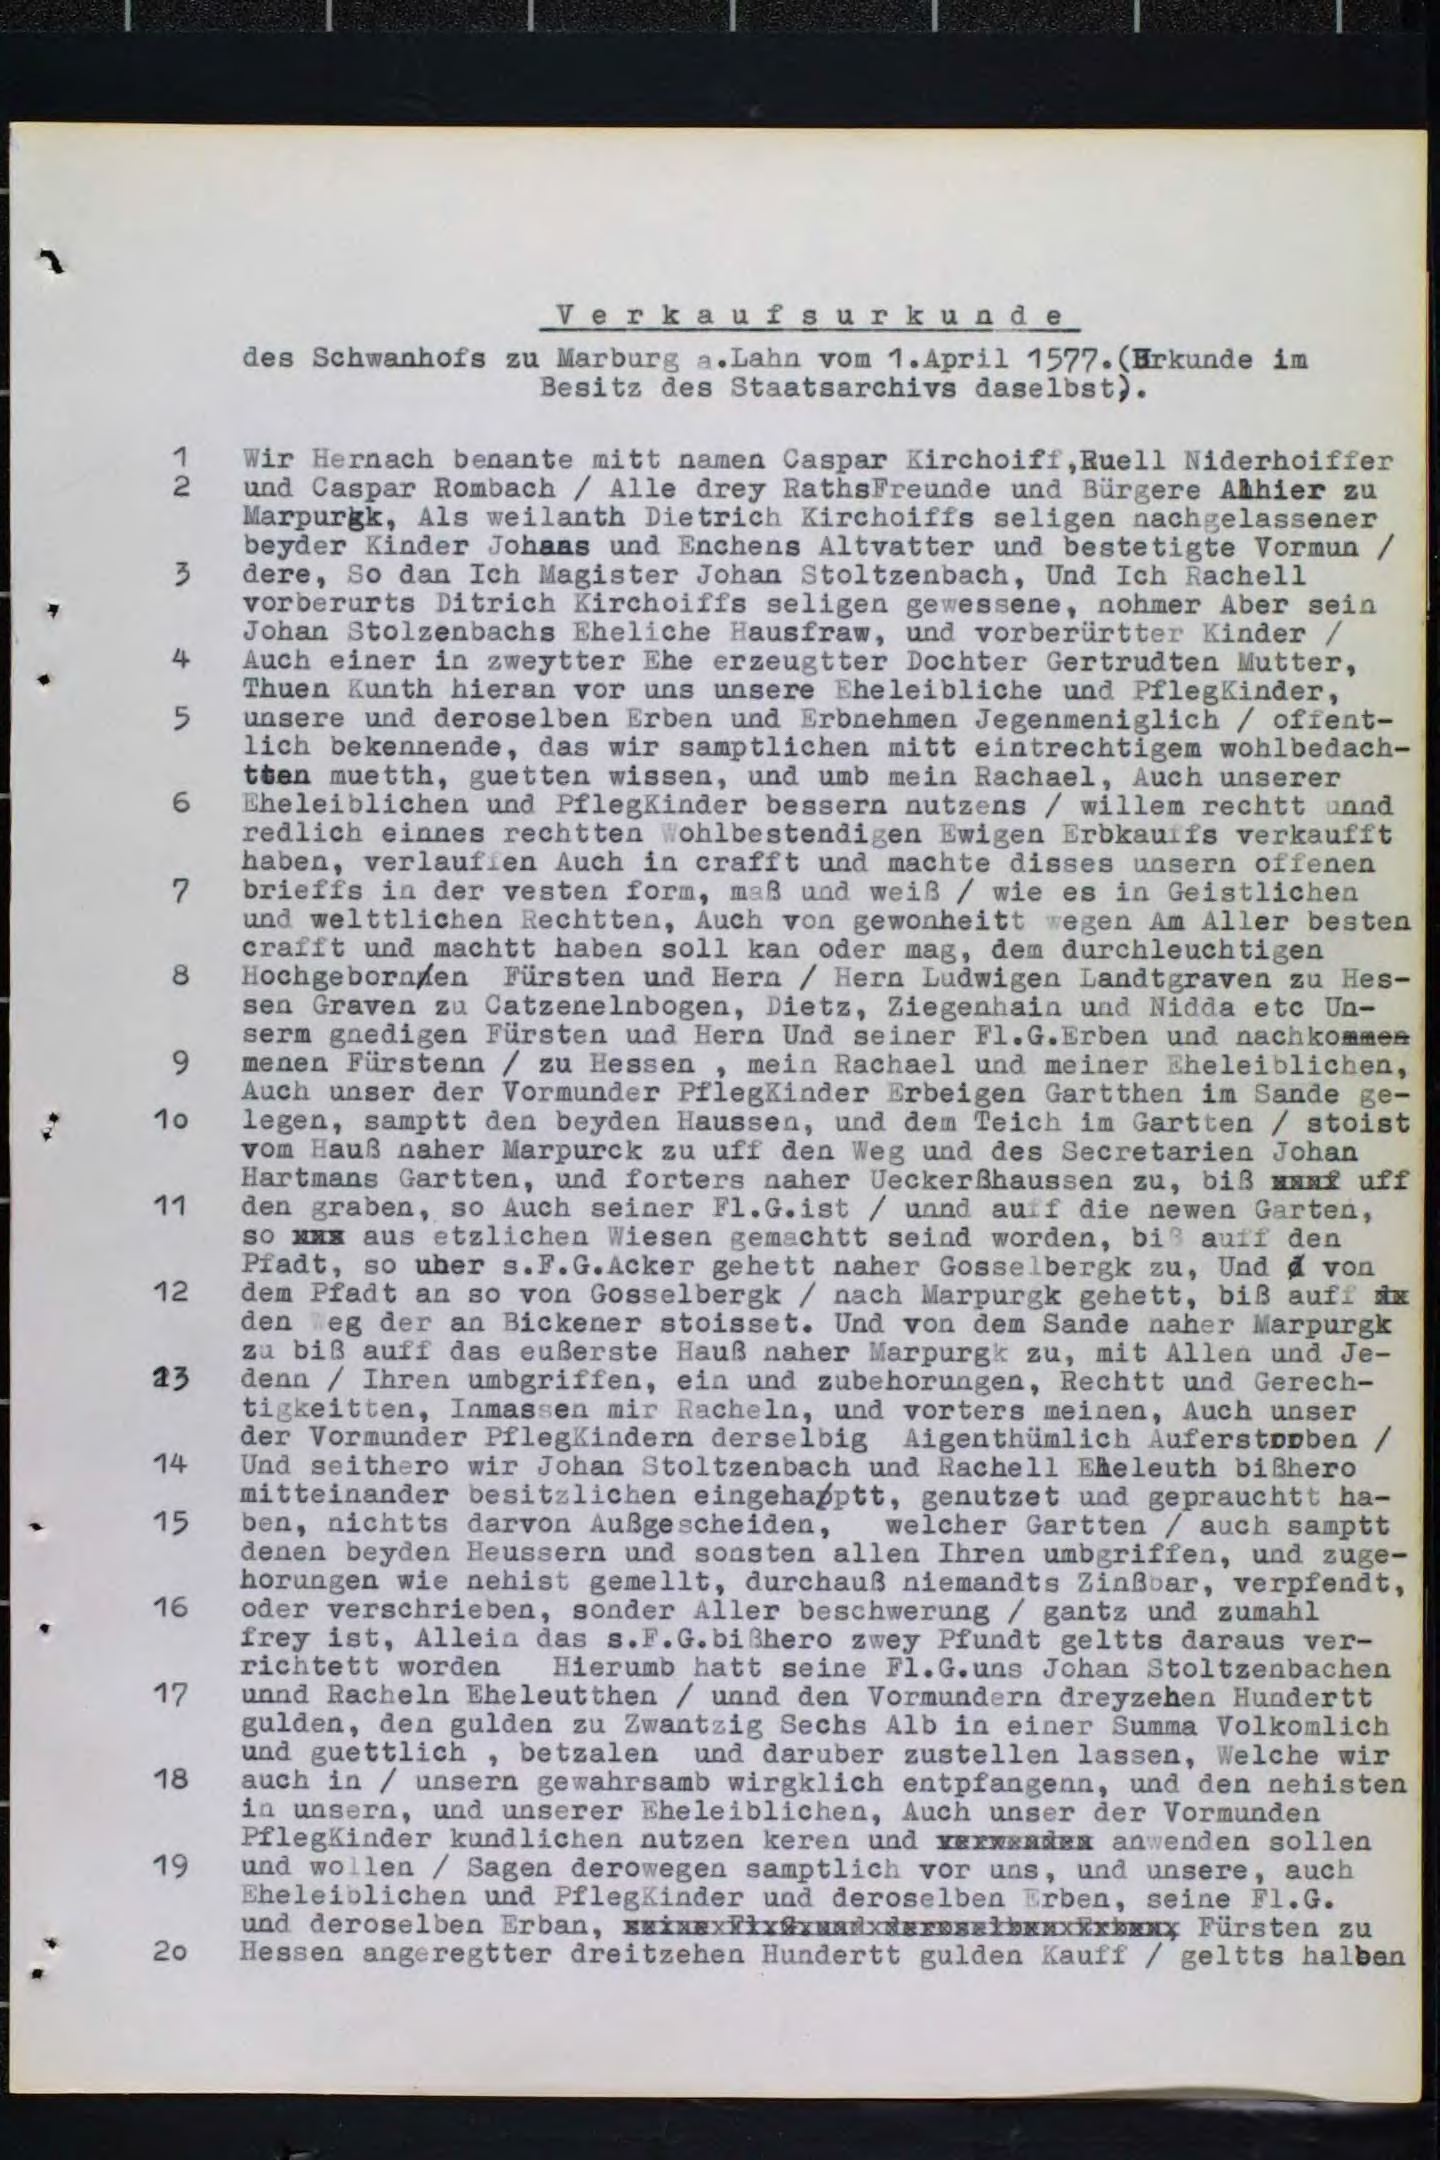 Verkaufsurkunde
des Schwanhofs zu Marburg a.Lahn vom 1.April 1577.(Urkunde im
Besitz des Staatsarchivs daselbst).
1 Wir Hernach benante mitt namen Caspar Kirchoiff,Ruell Niderhoiffer
2 und Caspar Rombach / Alle drey RathsFreunde und Bürgere Alhier zu
Marpurgk, Als weilanth Dietrich Kirchoiffs seligen nachgelassener
beyder Kinder Johans und Enchens Altvatter und bestetigte Vormun /
3 dere, So dan Ich Magister Johan Stoltzenbach, Und Ich Rachell
vorberurts Ditrich Kirchoiffs seligen gewessene, nohmer Aber sein
Johan Stolzenbachs Eheliche Hausfraw, und vorberürtter Kinder /
4 Auch einer in zweytter Ehe erzeugtter Dochter Gertrudten Mutter,
Thuen Kunth hieran vor uns unsere Eheleibliche und PflegKinder,
5 unsere und deroselben Erben und Erbnehmen Jegenmeniglich / offent-
lich bekennende, das wir samptlichen mitt eintrechtigem wohlbedach-
tten muetth, guetten wissen, und umb mein Rachael, Auch unserer
6 Eheleiblichen und PflegKinder bessern nutzens / willem rechtt unnd
redlich einnes rechtten Wohlbestendigen Ewigen Erbkauffs verkaufft
haben, verlauffen Auch in crafft und machte disses unsern offenen
7 brieffs in der vesten form, maß und weiß / wie es in Geistlichen
und welttlichen Rechtten, Auch von gewonheitt wegen Am Aller besten
crafft und machtt haben soll kan oder mag, dem durchleuchtigen
8 Hochgebornen Fürsten und Hern / Hern Ludwigen Landtgraven zu Hes-
sen Graven zu Catzenelnbogen, Dietz, Ziegenhain und Nidda etc Un-
serm gnedigen Fürsten und Hern Und seiner Fl.G.Erben und nachkommen
9 menen Fürstenn / zu Hessen , mein Rachael und meiner Eheleiblichen,
Auch unser der Vormunder PflegKinder Erbeigen Gartthen im Sande ge-
10 legen, samptt den beyden Haussen, und dem Teich im Gartten / stoist
vom Hauß naher Marpurck zu uff den Weg und des Secretarien Johan
Hartmans Gartten, und forters naher Ueckerßhaussen zu, biß uff
11 den graben, so Auch seiner Fl.G.ist / unnd auff die newen Garten,
so aus etzlichen Wiesen gemachtt seind worden, biß auff den
Pfadt, so uher s.F.G.Acker gehett naher Gosselbergk zu, Und von
12 dem Pfadt an so von Gosselbergk / nach Marpurgk gehett, biß auff
den Weg der an Bickener stoisset. Und von dem Sande naher Marpurgk
zu biß auff das eußerste Hauß naher Marpurgk zu, mit Allen und Je-
13 denn / Ihren umbgriffen, ein und zubehorungen, Rechtt und Gerech-
tigkeitten, Inmassen mir Racheln, und vorters meinen, Auch unser
der Vormunder PflegKindern derselbig Aigenthümlich Auferstorben /
14 Und seithero wir Johan Stoltzenbach und Rachell Eheleuth bißhero
mitteinander besitzlichen eingehaptt, genutzet und geprauchtt ha-
15 ben, nichtts darvon Außgescheiden, welcher Gartten / auch samptt
denen beyden Heussern und sonsten allen Ihren umbgriffen, und zuge-
horungen wie nehist gemellt, durchauß niemandts Zinßbar, verpfendt,
16 oder verschrieben, sonder Aller beschwerung / gantz und zumahl
frey ist, Allein das s.F.G.bißhero zwey Pfundt geltts daraus ver-
richtett worden Hierumb hatt seine Fl.G.uns Johan Stoltzenbachen
17 unnd Racheln Eheleutthen / unnd den Vormundern dreyzehen Hundertt
gulden, den gulden zu Zwantzig Sechs Alb in einer Summa Volkomlich
und guettlich , betzalen und daruber zustellen lassen, Welche wir
18 auch in / unsern gewahrsamb wirgklich entpfangenn, und den nehisten
in unsern, und unserer Eheleiblichen, Auch unser der Vormunden
PflegKinder kundlichen nutzen keren und verwenden anwenden sollen
19 und wollen / Sagen derowegen samptlich vor uns, und unsere, auch
Eheleiblichen und PflegKinder und deroselben Erben, seine Fl.G.
und deroselben Erban, seine Fl.G.und deroselben Erben, Fürsten zu
20 Hessen angeregtter dreitzehen Hundertt gulden Kauff / geltts halben